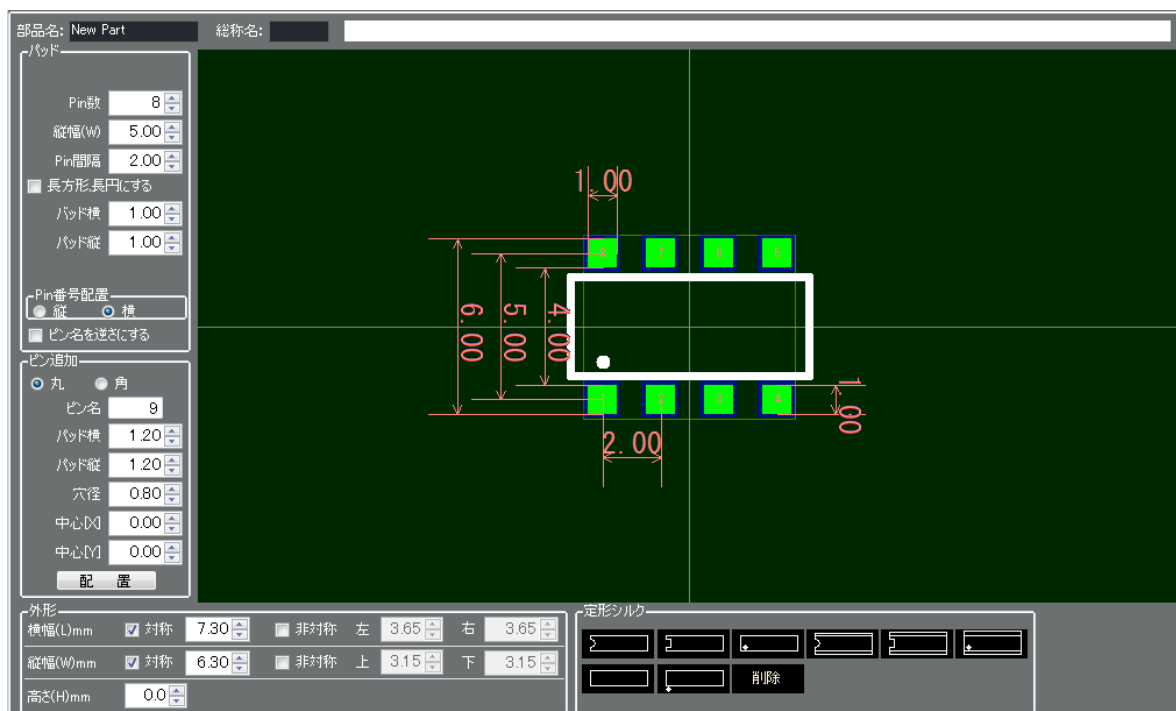 部品名: New Part 総称名:
パッド
Pin数 8
縦幅(W) 5.00
Pin間隔 2.00
長方形,長円にする
パッド横 1.00
パッド縦 1.00
Pin番号配置
縦 横
ピン名を逆さにする
ピン追加
丸 角
ピン名 9
パッド横 1.20
パッド縦 1.20
穴径 0.80
中心[X] 0.00
中心[Y] 0.00
配 置
1.00
8 7 6 5
6.00 5.00 4.00
1 2 3 4
1.00
2.00
外形
横幅(L)mm 対称 7.30 非対称 左 3.65 右 3.65
縦幅(W)mm 対称 6.30 非対称 上 3.15 下 3.15
高さ(H)mm 0.0
定形シルク
削除